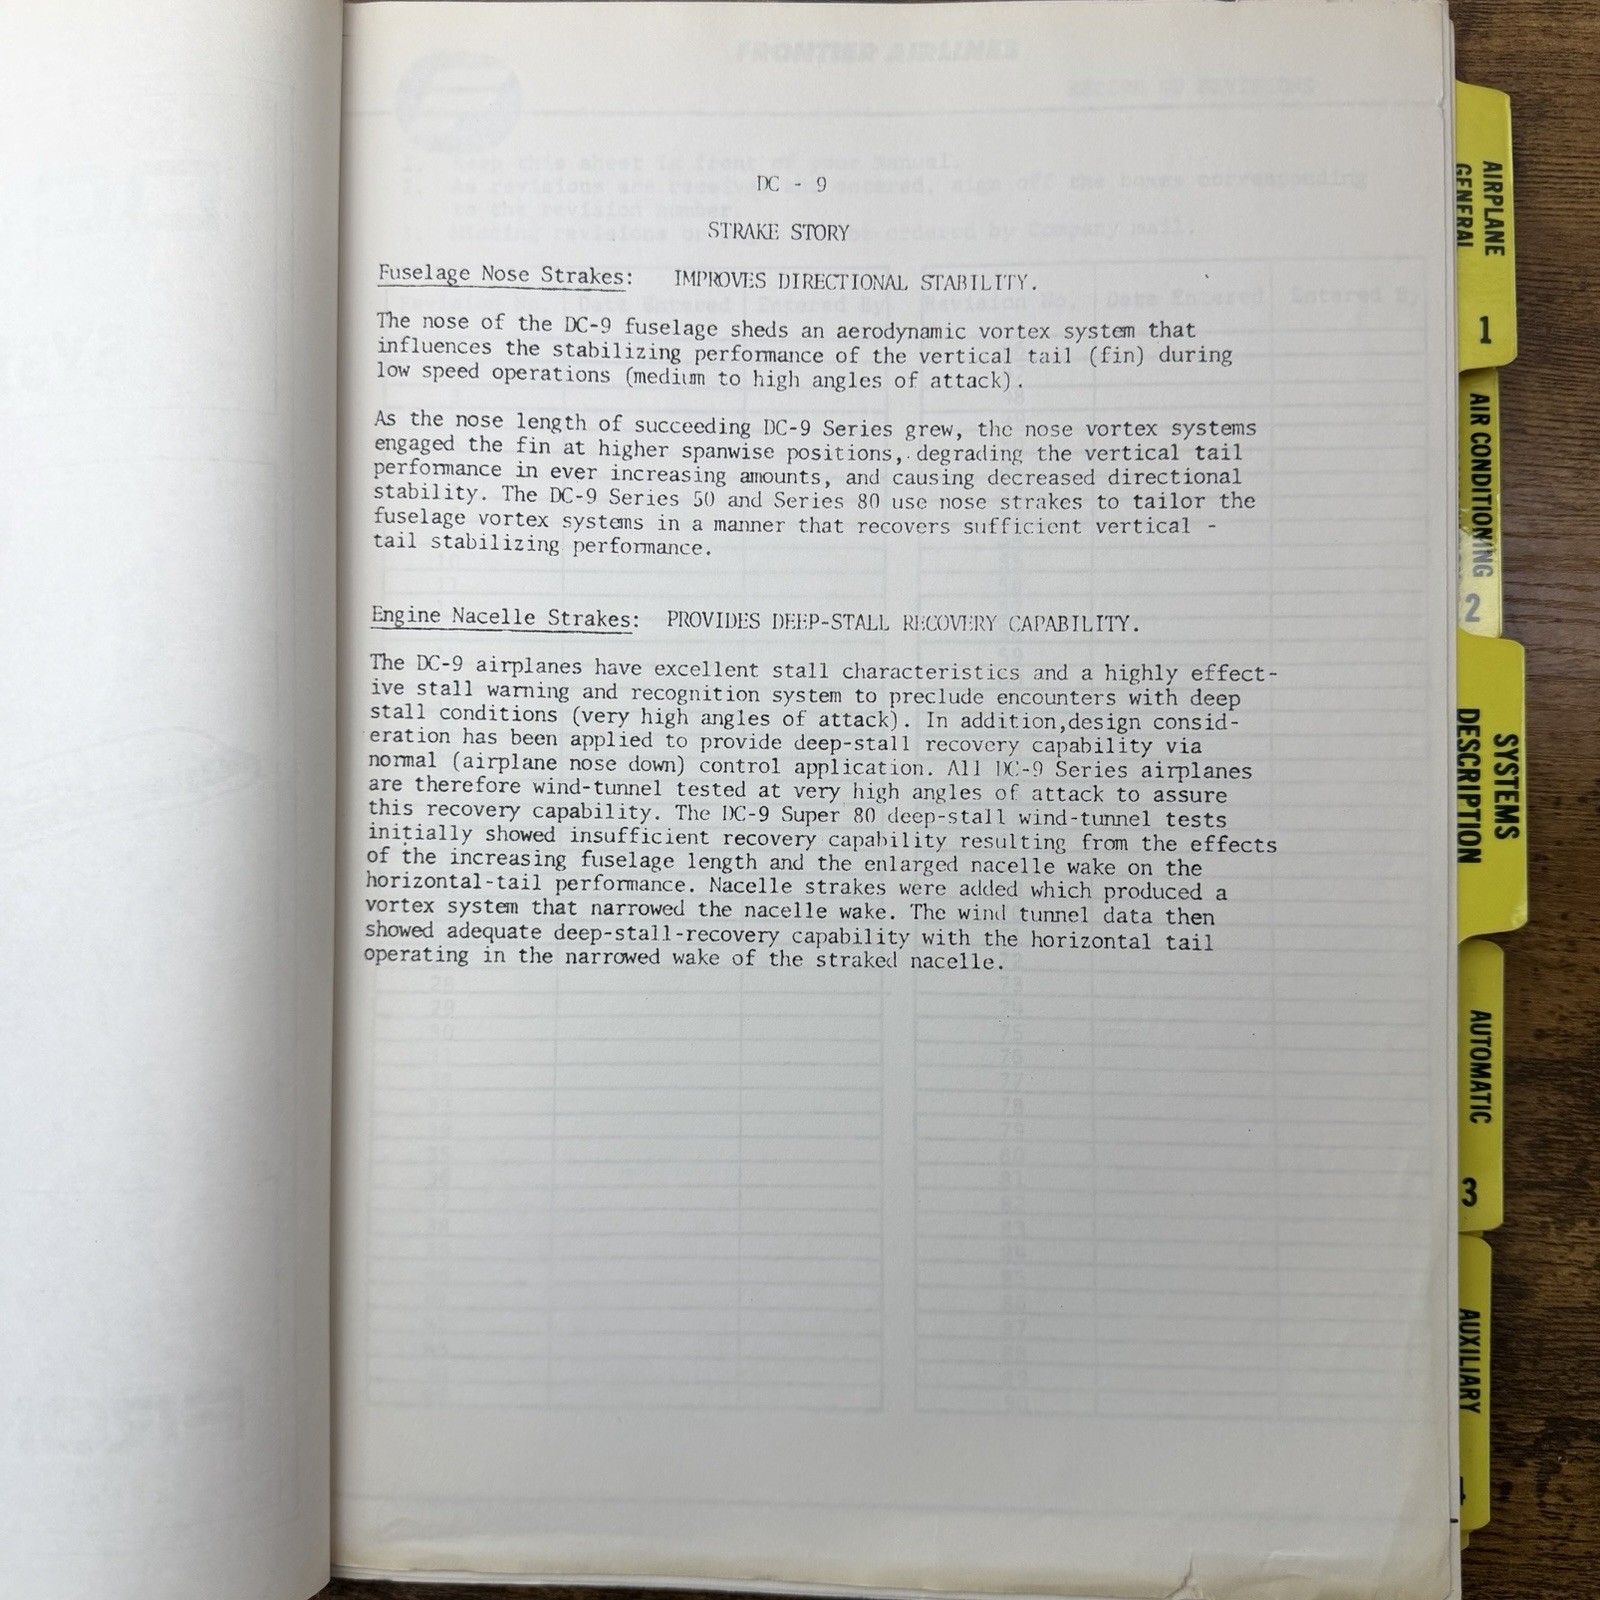 FRONTIER AIRLINES
DC - 9
STRAKE STORY
Fuselage Nose Strakes: IMPROVES DIRECTIONAL STABILITY.
The nose of the DC-9 fuselage sheds an aerodynamic vortex system that
influences the stabilizing performance of the vertical tail (fin) during
low speed operations (medium to high angles of attack).
As the nose length of succeeding DC-9 Series grew, the nose vortex systems
engaged the fin at higher spanwise positions, degrading the vertical tail
performance in ever increasing amounts, and causing decreased directional
stability. The DC-9 Series 50 and Series 80 use nose strakes to tailor the
fuselage vortex systems in a manner that recovers sufficient vertical -
tail stabilizing performance.
Engine Nacelle Strakes: PROVIDES DEEP-STALL RECOVERY CAPABILITY.
The DC-9 airplanes have excellent stall characteristics and a highly effect-
ive stall warning and recognition system to preclude encounters with deep
stall conditions (very high angles of attack). In addition,design consid-
eration has been applied to provide deep-stall recovery capability via
normal (airplane nose down) control application. All DC-9 Series airplanes
are therefore wind-tunnel tested at very high angles of attack to assure
this recovery capability. The DC-9 Super 80 deep-stall wind-tunnel tests
initially showed insufficient recovery capability resulting from the effects
of the increasing fuselage length and the enlarged nacelle wake on the
horizontal-tail performance. Nacelle strakes were added which produced a
vortex system that narrowed the nacelle wake. The wind tunnel data then
showed adequate deep-stall-recovery capability with the horizontal tail
operating in the narrowed wake of the straked nacelle.
AIRPLANE
GENERAL
1
AIR CONDITIONING
2
SYSTEMS
DESCRIPTION
AUTOMATIC
3
AUXILIARY